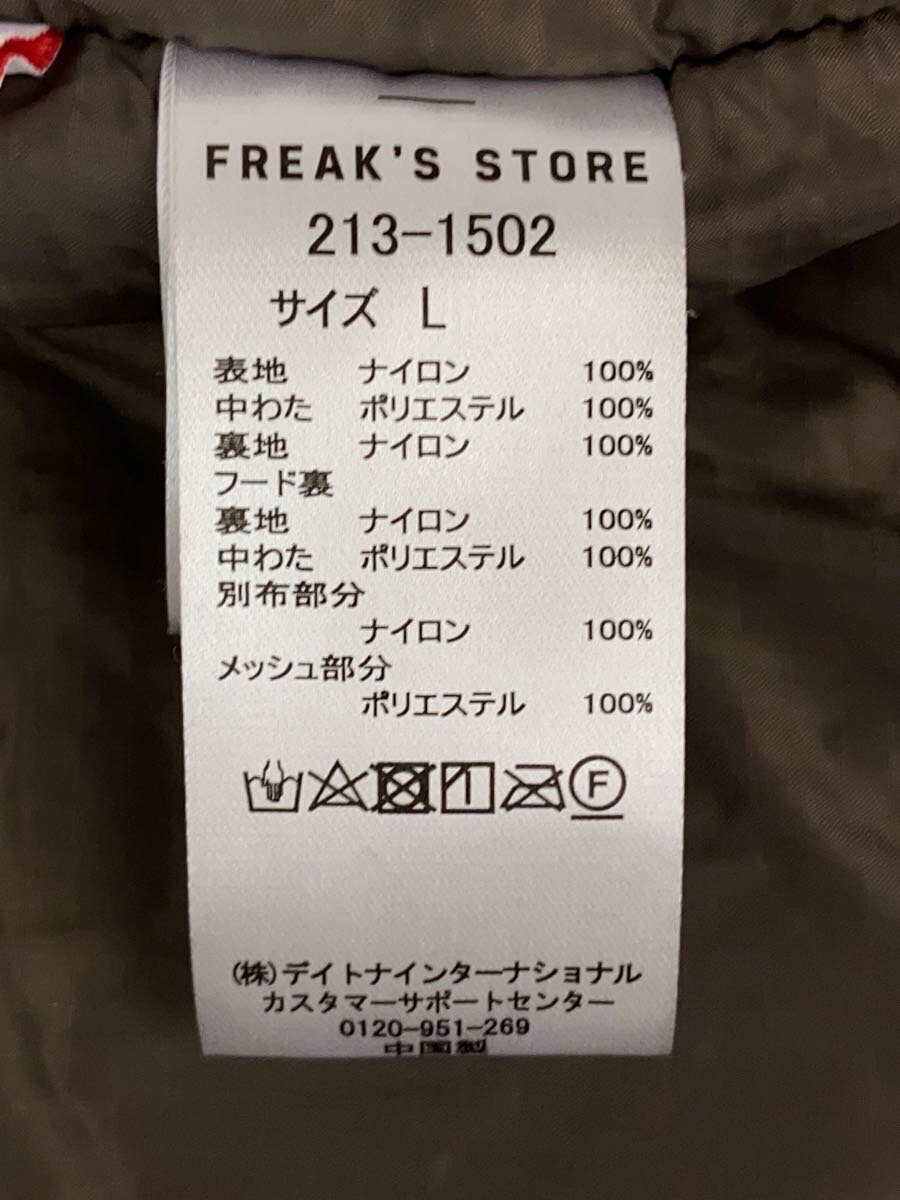 FREAK'S STORE
213-1502
サイズ L
表地 ナイロン 100%
中わた ポリエステル 100%
裏地 ナイロン 100%
フード裏
裏地 ナイロン 100%
中わた ポリエステル 100%
別布部分
ナイロン 100%
メッシュ部分
ポリエステル 100%
F
(株)デイトナインターナショナル
カスタマーサポートセンター
0120-951-269
中国製